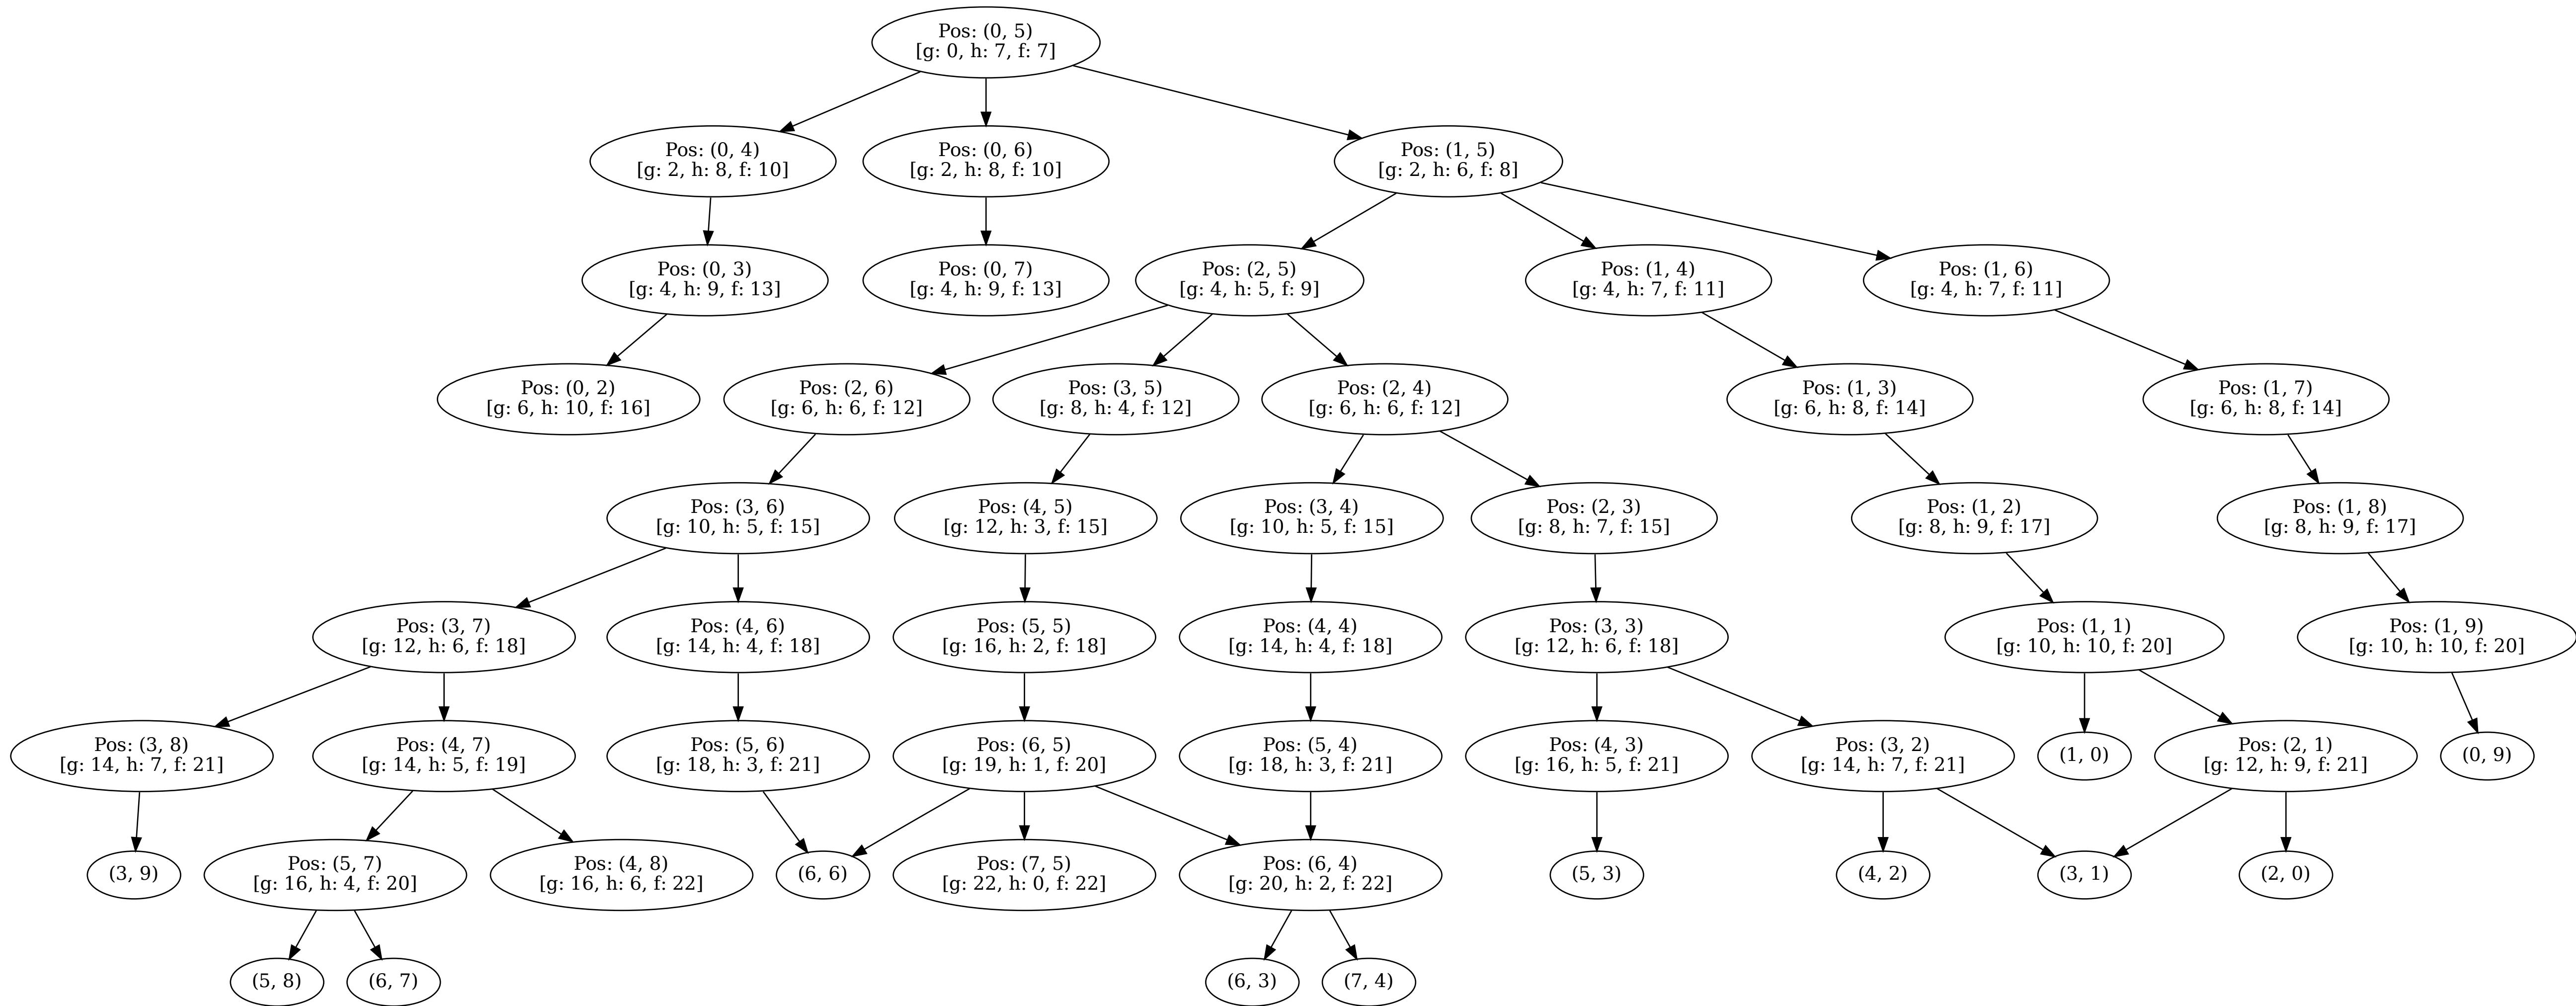 Pos: (0, 5)
[g: 0, h: 7, f: 7]
Pos: (0, 4)
[g: 2, h: 8, f: 10]
Pos: (0, 6)
[g: 2, h: 8, f: 10]
Pos: (1, 5)
[g: 2, h: 6, f: 8]
Pos: (0, 3)
[g: 4, h: 9, f: 13]
Pos: (0, 7)
[g: 4, h: 9, f: 13]
Pos: (2, 5)
[g: 4, h: 5, f: 9]
Pos: (1, 4)
[g: 4, h: 7, f: 11]
Pos: (1, 6)
[g: 4, h: 7, f: 11]
Pos: (0, 2)
[g: 6, h: 10, f: 16]
Pos: (2, 6)
[g: 6, h: 6, f: 12]
Pos: (3, 5)
[g: 8, h: 4, f: 12]
Pos: (2, 4)
[g: 6, h: 6, f: 12]
Pos: (1, 3)
[g: 6, h: 8, f: 14]
Pos: (1, 7)
[g: 6, h: 8, f: 14]
Pos: (3, 6)
[g: 10, h: 5, f: 15]
Pos: (4, 5)
[g: 12, h: 3, f: 15]
Pos: (3, 4)
[g: 10, h: 5, f: 15]
Pos: (2, 3)
[g: 8, h: 7, f: 15]
Pos: (1, 2)
[g: 8, h: 9, f: 17]
Pos: (1, 8)
[g: 8, h: 9, f: 17]
Pos: (3, 7)
[g: 12, h: 6, f: 18]
Pos: (4, 6)
[g: 14, h: 4, f: 18]
Pos: (5, 5)
[g: 16, h: 2, f: 18]
Pos: (4, 4)
[g: 14, h: 4, f: 18]
Pos: (3, 3)
[g: 12, h: 6, f: 18]
Pos: (1, 1)
[g: 10, h: 10, f: 20]
Pos: (1, 9)
[g: 10, h: 10, f: 20]
Pos: (3, 8)
[g: 14, h: 7, f: 21]
Pos: (4, 7)
[g: 14, h: 5, f: 19]
Pos: (5, 6)
[g: 18, h: 3, f: 21]
Pos: (6, 5)
[g: 19, h: 1, f: 20]
Pos: (5, 4)
[g: 18, h: 3, f: 21]
Pos: (4, 3)
[g: 16, h: 5, f: 21]
Pos: (3, 2)
[g: 14, h: 7, f: 21]
(1, 0)
Pos: (2, 1)
[g: 12, h: 9, f: 21]
(0, 9)
(3, 9)
Pos: (5, 7)
[g: 16, h: 4, f: 20]
Pos: (4, 8)
[g: 16, h: 6, f: 22]
(6, 6)
Pos: (7, 5)
[g: 22, h: 0, f: 22]
Pos: (6, 4)
[g: 20, h: 2, f: 22]
(5, 3)
(4, 2)
(3, 1)
(2, 0)
(5, 8)
(6, 7)
(6, 3)
(7, 4)